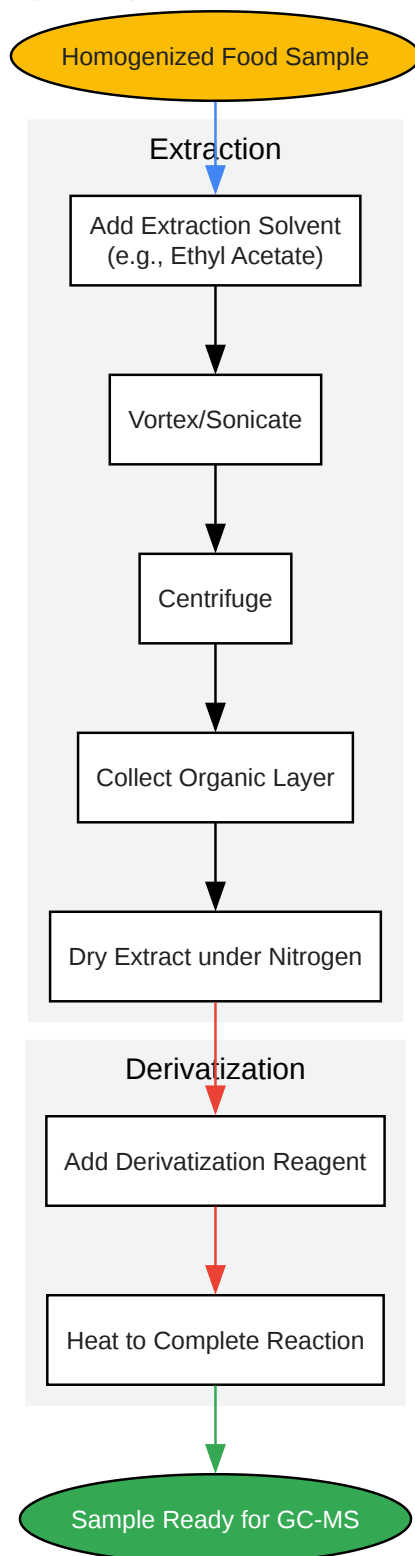 Homogenized Food Sample
Extraction
Add Extraction Solvent
(e.g., Ethyl Acetate)
Vortex/Sonicate
Centrifuge
Collect Organic Layer
Dry Extract under Nitrogen
Derivatization
Add Derivatization Reagent
Heat to Complete Reaction
Sample Ready for GC-MS